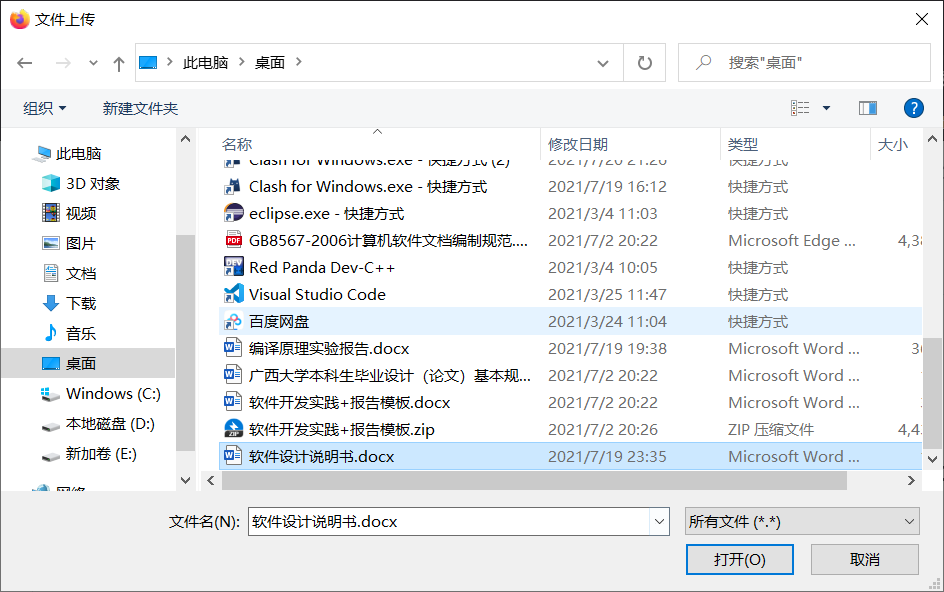 文件上传
此电脑 桌面
搜索"桌面"
组织 新建文件夹
名称 修改日期 类型 大小
Clash for Windows.exe - 快捷方式 (2) 2021/7/20 21:26 快捷方式
Clash for Windows.exe - 快捷方式 2021/7/19 16:12 快捷方式
eclipse.exe - 快捷方式 2021/3/4 11:03 快捷方式
GB8567-2006计算机软件文档编制规范.... 2021/7/2 20:22 Microsoft Edge ... 4,38
Red Panda Dev-C++ 2021/3/4 10:05 快捷方式
Visual Studio Code 2021/3/25 11:47 快捷方式
百度网盘 2021/3/24 11:04 快捷方式
编译原理实验报告.docx 2021/7/19 19:38 Microsoft Word ...
广西大学本科生毕业设计（论文）基本规... 2021/7/2 20:22 Microsoft Word ...
软件开发实践+报告模板.docx 2021/7/2 20:22 Microsoft Word ...
软件开发实践+报告模板.zip 2021/7/2 20:26 ZIP 压缩文件
软件设计说明书.docx 2021/7/19 23:35 Microsoft Word ...
此电脑
3D 对象
视频
图片
文档
下载
音乐
桌面
Windows (C:)
本地磁盘 (D:)
新加卷 (E:)
网络
文件名(N): 软件设计说明书.docx 所有文件 (*.*)
打开(O) 取消